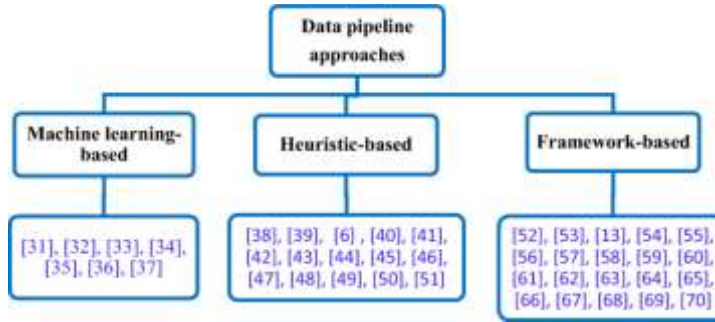 Data pipeline
approaches
Machine learning-
based
Heuristic-based
Framework-based
[31], [32], [33], [34],
[35], [36], [37]
[38], [39], [6] , [40], [41],
[42], [43], [44], [45], [46],
[47], [48], [49], [50], [51]
[52], [53], [13], [54], [55],
[56], [57], [58], [59], [60],
[61], [62], [63], [64], [65],
[66], [67], [68], [69], [70]